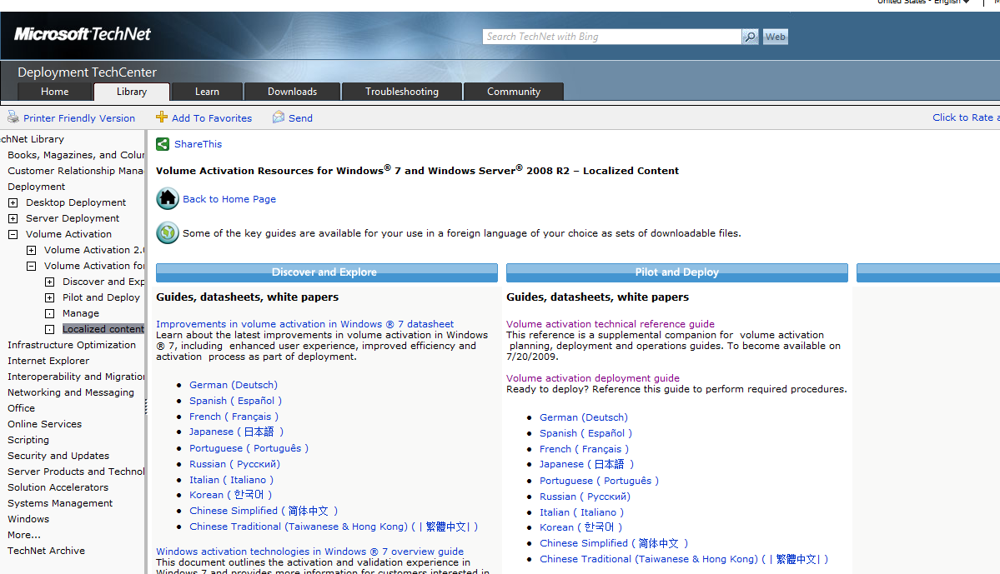 United States - English
Microsoft TechNet
Search TechNet with Bing
Web
Deployment TechCenter
Home
Library
Learn
Downloads
Troubleshooting
Community
Printer Friendly Version
Add To Favorites
Send
Click to Rate
chNet Library
Books, Magazines, and Colu
Customer Relationship Mana
Deployment
Desktop Deployment
Server Deployment
Volume Activation
Volume Activation 2.
Volume Activation for
Discover and Exp
Pilot and Deploy
Manage
Localized content
Infrastructure Optimization
Internet Explorer
Interoperability and Migration
Networking and Messaging
Office
Online Services
Scripting
Security and Updates
Server Products and Technol
Solution Accelerators
Systems Management
Windows
More...
TechNet Archive
ShareThis
Volume Activation Resources for Windows® 7 and Windows Server® 2008 R2 – Localized Content
Back to Home Page
Some of the key guides are available for your use in a foreign language of your choice as sets of downloadable files.
Discover and Explore
Guides, datasheets, white papers
Improvements in volume activation in Windows ® 7 datasheet
Learn about the latest improvements in volume activation in Windows
® 7, including enhanced user experience, improved efficiency and
activation process as part of deployment.
German (Deutsch)
Spanish ( Español )
French ( Français )
Japanese ( 日本語 )
Portuguese ( Português )
Russian ( Русский)
Italian ( Italiano )
Korean ( 한국어 )
Chinese Simplified ( 简体中文 )
Chinese Traditional (Taiwanese & Hong Kong) ( | 繁體中文| )
Windows activation technologies in Windows ® 7 overview guide
This document outlines the activation and validation experience in
Windows 7 and provides more information for customers interested in
Pilot and Deploy
Guides, datasheets, white papers
Volume activation technical reference guide
This reference is a supplemental companion for volume activation
planning, deployment and operations guides. To become available on
7/20/2009.
Volume activation deployment guide
Ready to deploy? Reference this guide to perform required procedures.
German (Deutsch)
Spanish ( Español )
French ( Français )
Japanese ( 日本語 )
Portuguese ( Português )
Russian ( Русский)
Italian ( Italiano )
Korean ( 한국어 )
Chinese Simplified ( 简体中文 )
Chinese Traditional (Taiwanese & Hong Kong) ( | 繁體中文| )